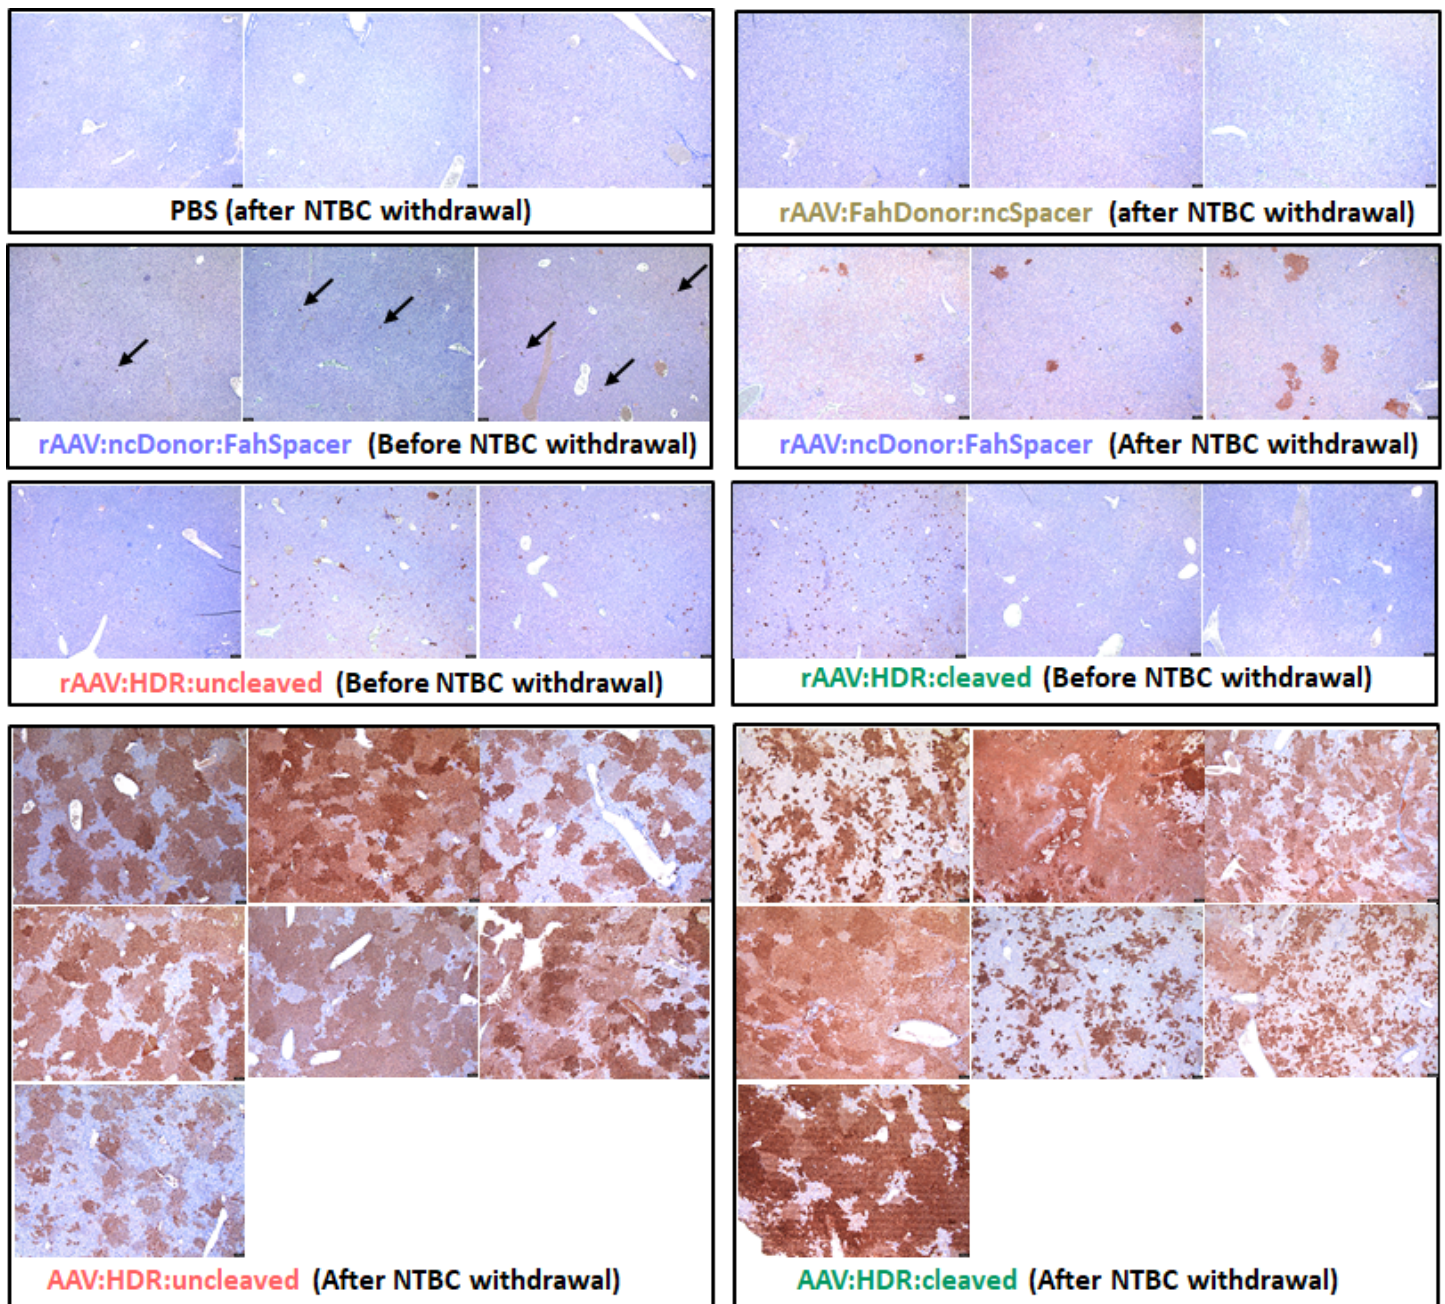 PBS (after NTBC withdrawal)
rAAV:FahDonor:ncSpacer (after NTBC withdrawal)
rAAV:ncDonor:FahSpacer (Before NTBC withdrawal)
rAAV:ncDonor:FahSpacer (After NTBC withdrawal)
rAAV:HDR:uncleaved (Before NTBC withdrawal)
rAAV:HDR:cleaved (Before NTBC withdrawal)
AAV:HDR:uncleaved (After NTBC withdrawal)
AAV:HDR:cleaved (After NTBC withdrawal)